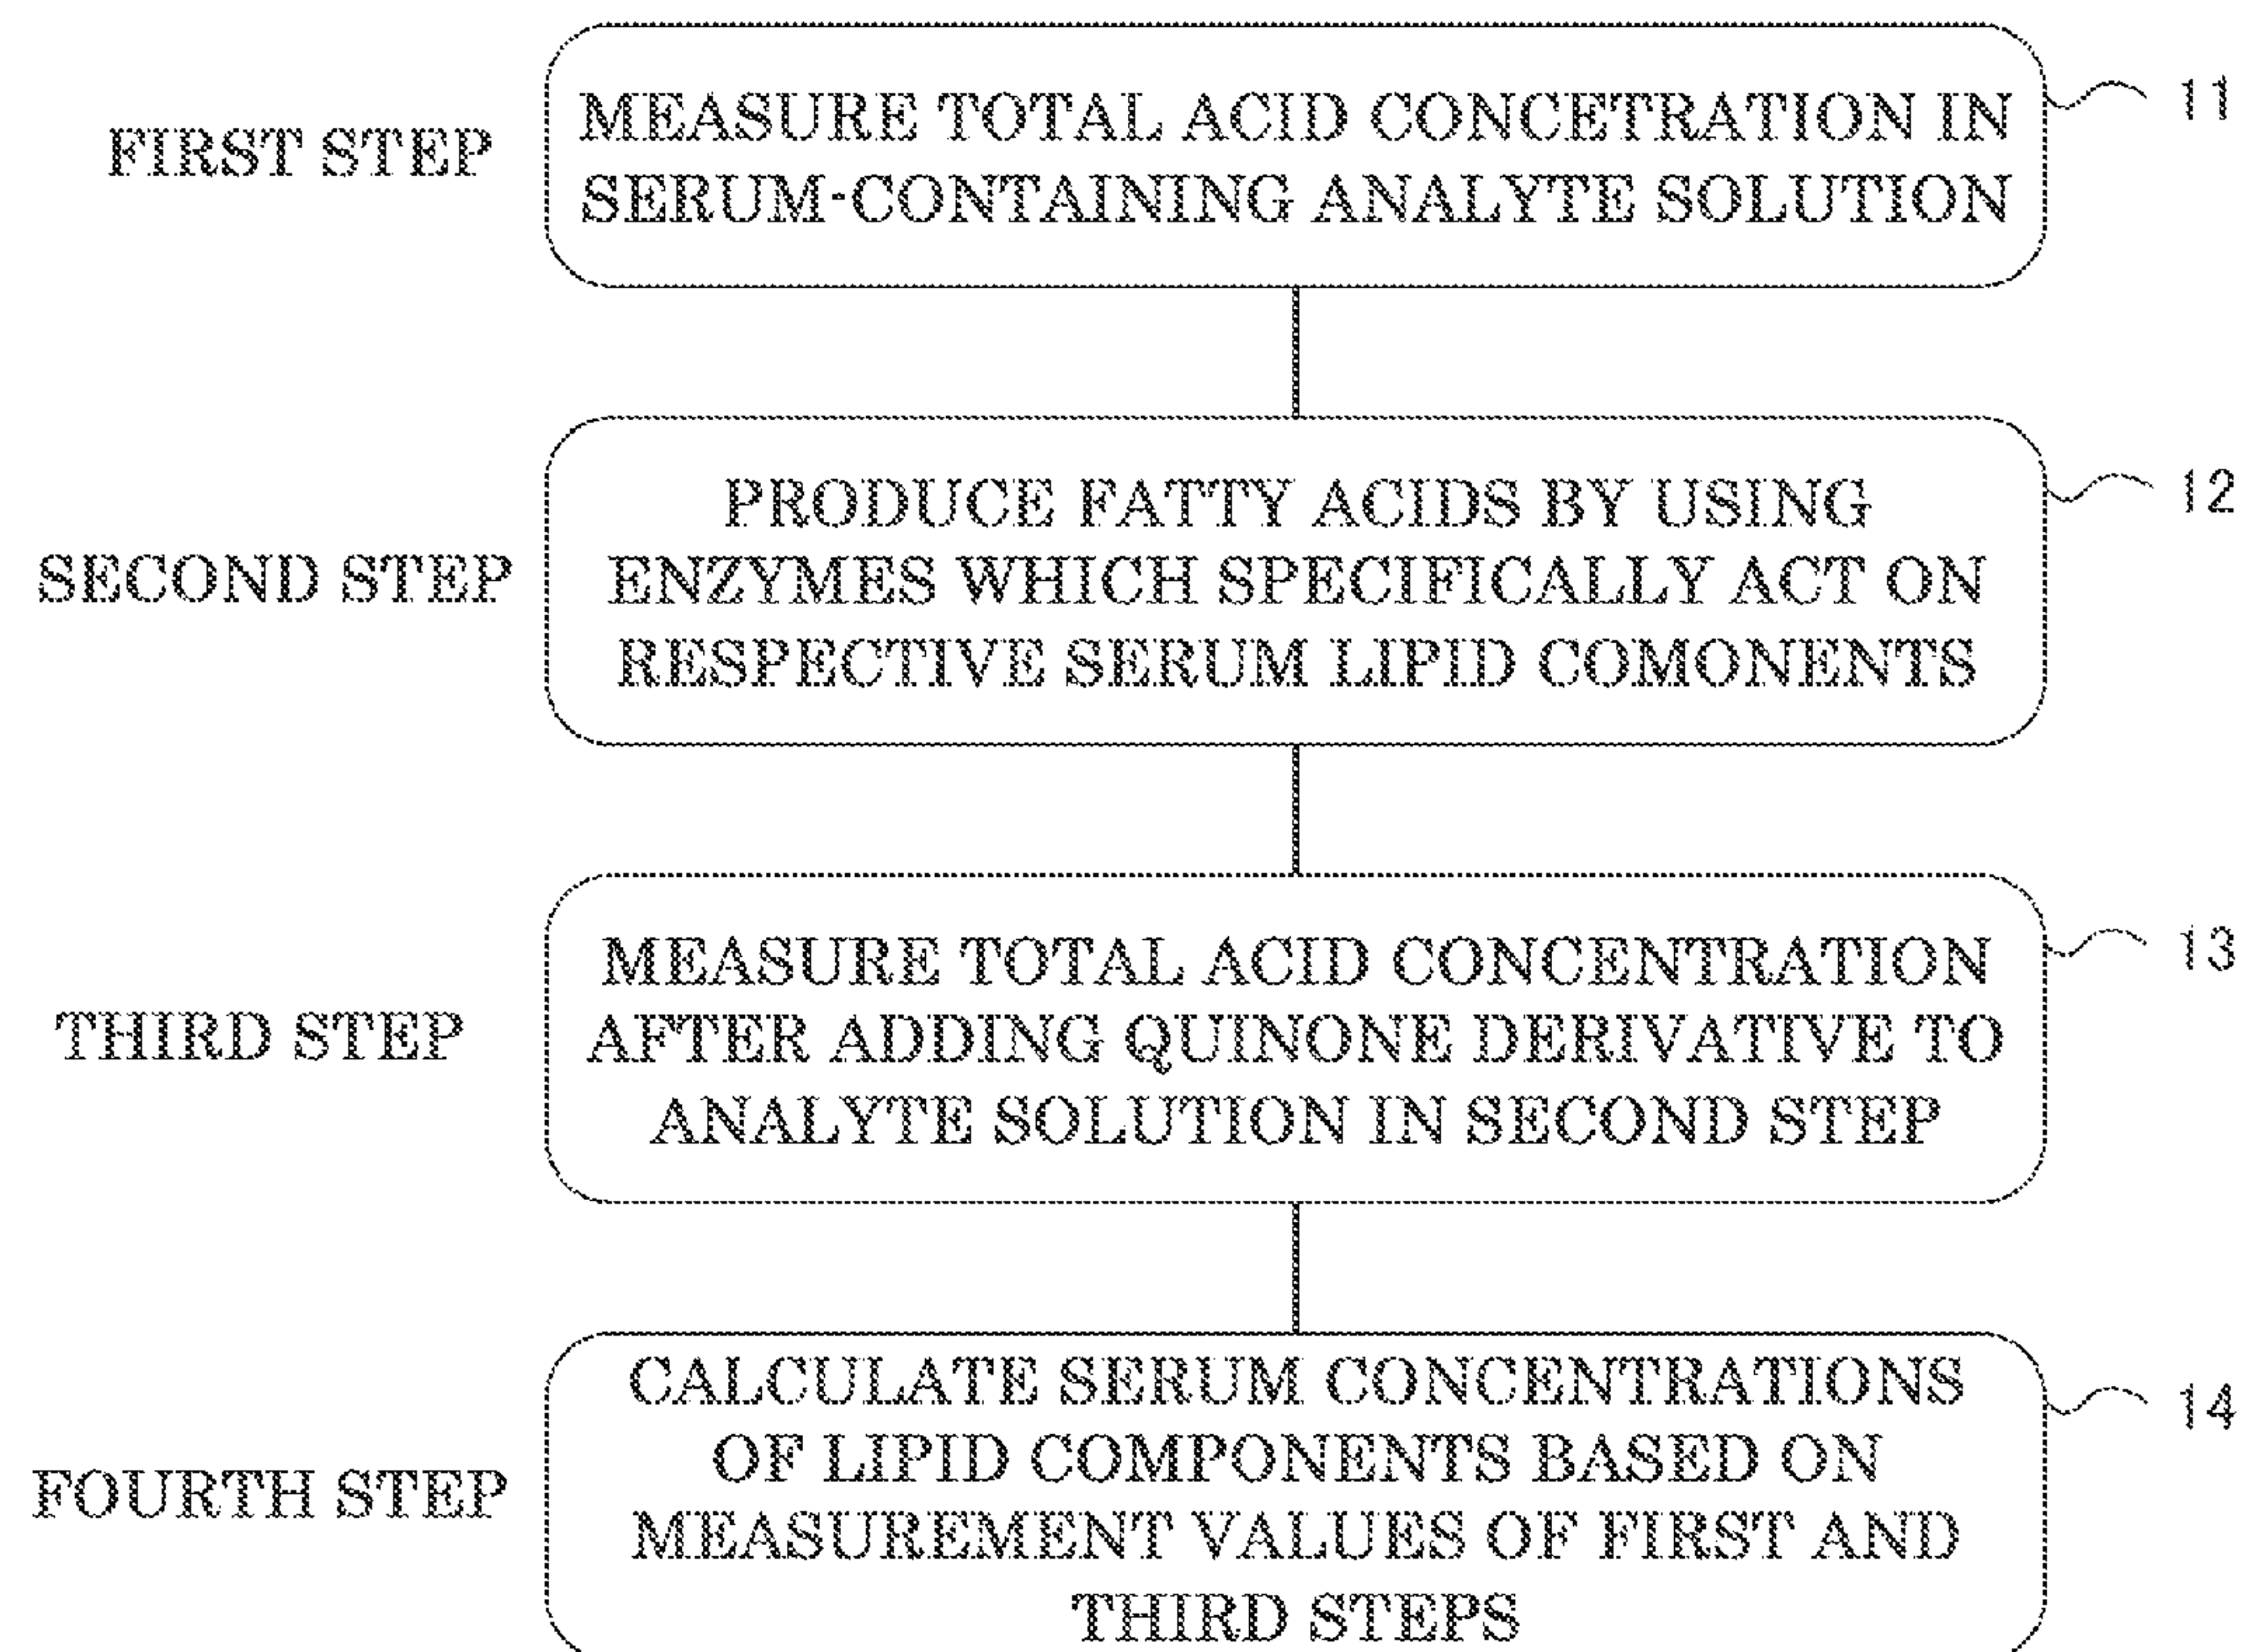 FIRST STEP
MEASURE TOTAL ACID CONCETRATION IN
SERUM-CONTAINING ANALYTE SOLUTION
11
SECOND STEP
PRODUCE FATTY ACIDS BY USING
ENZYMES WHICH SPECIFICALLY ACT ON
RESPECTIVE SERUM LIPID COMONENTS
12
THIRD STEP
MEASURE TOTAL ACID CONCENTRATION
AFTER ADDING QUINONE DERIVATIVE TO
ANALYTE SOLUTION IN SECOND STEP
13
FOURTH STEP
CALCULATE SERUM CONCENTRATIONS
OF LIPID COMPONENTS BASED ON
MEASUREMENT VALUES OF FIRST AND
THIRD STEPS
14